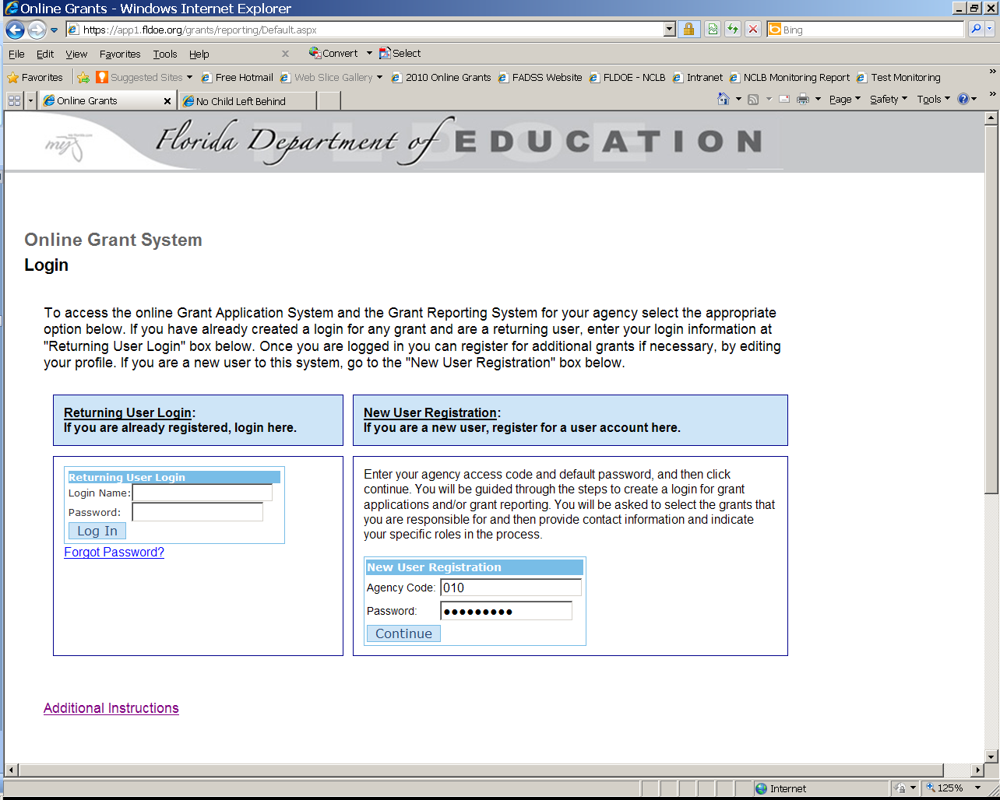 Online Grants - Windows Internet Explorer
https://app1.fldoe.org/grants/reporting/Default.aspx
Bing
File Edit View Favorites Tools Help x Convert Select
Favorites Suggested Sites Free Hotmail Web Slice Gallery 2010 Online Grants FADSS Website FLDOE - NCLB Intranet NCLB Monitoring Report Test Monitoring »
Online Grants x No Child Left Behind Page Safety Tools »
my Florida Department of EDUCATION
FLDOE
Online Grant System
Login
To access the online Grant Application System and the Grant Reporting System for your agency select the appropriate
option below. If you have already created a login for any grant and are a returning user, enter your login information at
"Returning User Login" box below. Once you are logged in you can register for additional grants if necessary, by editing
your profile. If you are a new user to this system, go to the "New User Registration" box below.
Returning User Login:
If you are already registered, login here.
New User Registration:
If you are a new user, register for a user account here.
Returning User Login
Login Name:
Password:
Log In
Forgot Password?
Enter your agency access code and default password, and then click
continue. You will be guided through the steps to create a login for grant
applications and/or grant reporting. You will be asked to select the grants that
you are responsible for and then provide contact information and indicate
your specific roles in the process.
New User Registration
Agency Code: 010
Password: •••••••••
Continue
Additional Instructions
Internet 125%